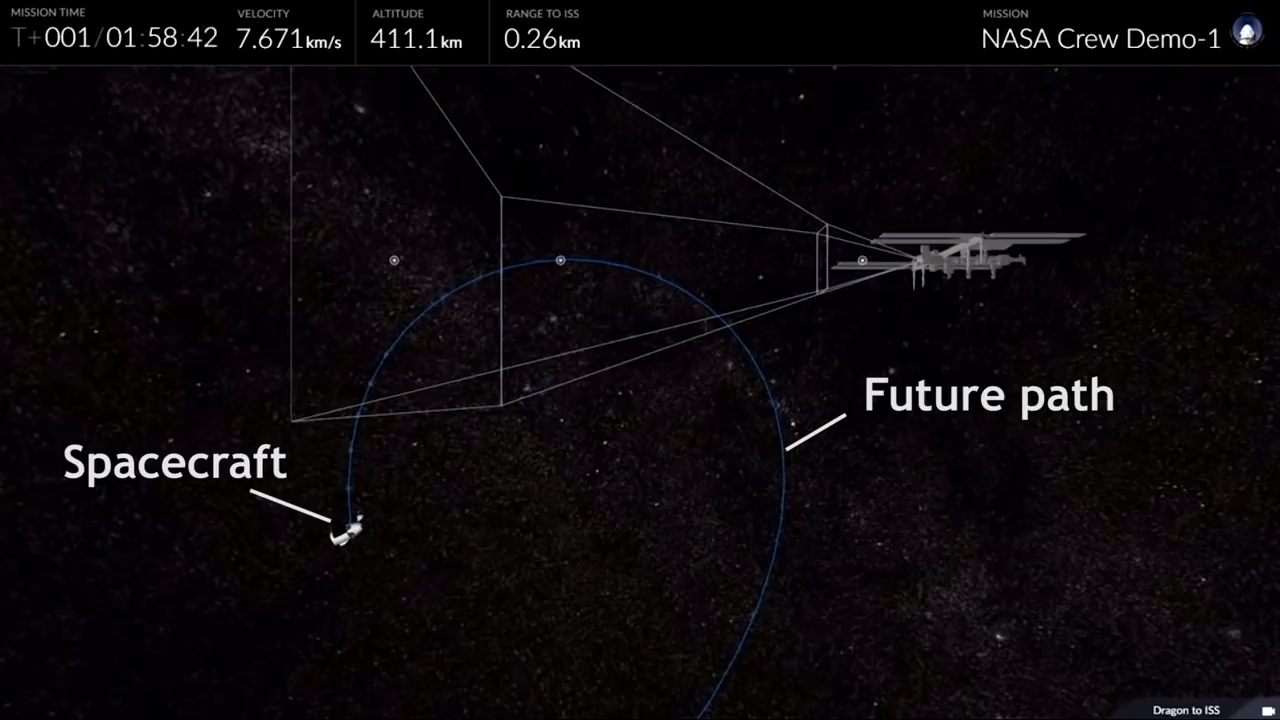 MISSION TIME
T+001/01:58:42
VELOCITY
7.671km/s
ALTITUDE
411.1km
RANGE TO ISS
0.26km
MISSION
NASA Crew Demo-1
Future path
Spacecraft
Dragon to ISS